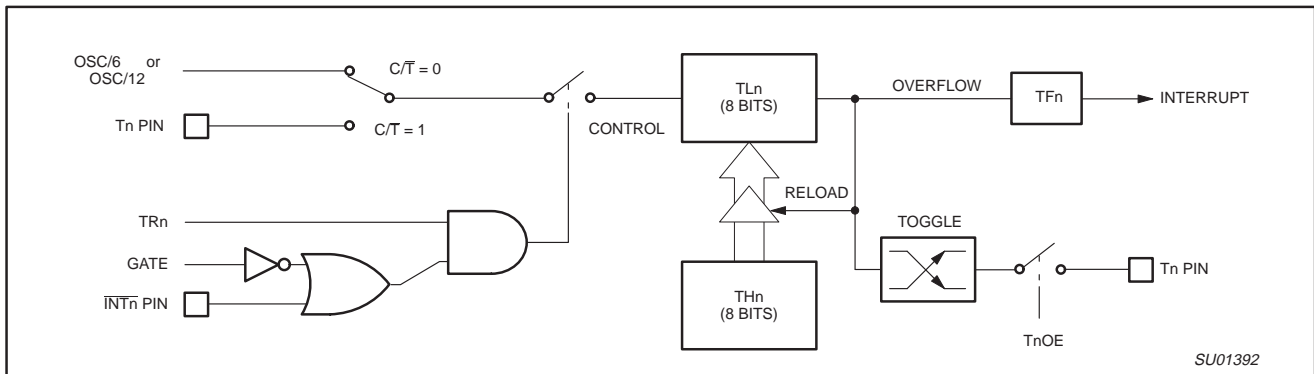 OSC/6 or
OSC/12
C/T̅ = 0
Tn PIN
C/T̅ = 1
TRn
GATE
I̅N̅T̅n̅ PIN
CONTROL
TLn
(8 BITS)
OVERFLOW
TFn
INTERRUPT
RELOAD
THn
(8 BITS)
TOGGLE
Tn PIN
TnOE
SU01392